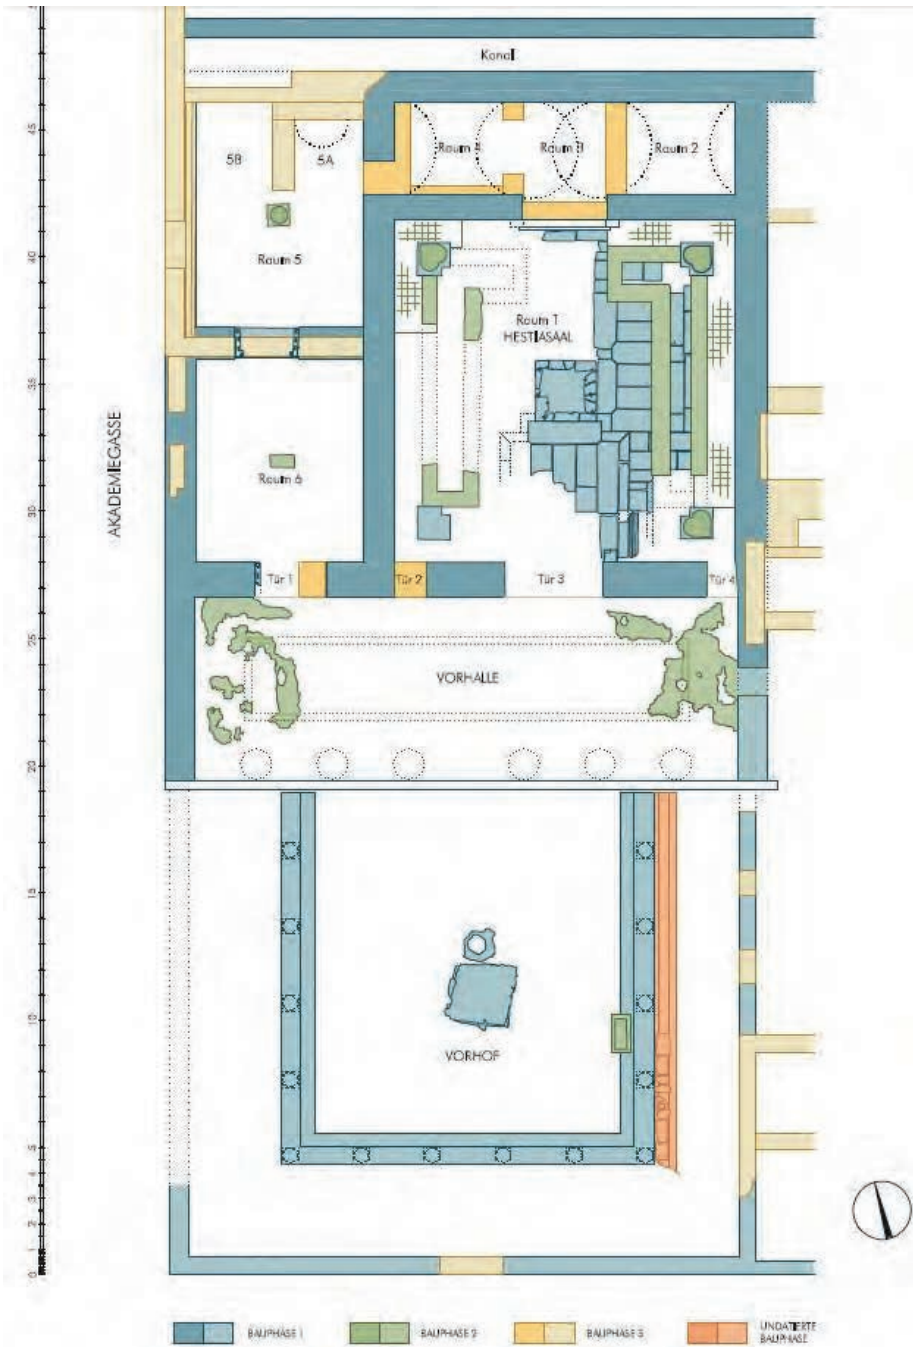 Kanal
Raum 4
Raum 3
Raum 2
5B
5A
Raum 5
Raum 1
HESTIASAAL
AKADEMIEGASSE
Raum 6
Tür 1
Tür 2
Tür 3
Tür 4
VORHALLE
VORHOF
45
40
35
30
25
20
15
10
5
4
3
2
1
0
BAUPHASE 1
BAUPHASE 2
BAUPHASE 3
UNDATIERTE
BAUPHASE